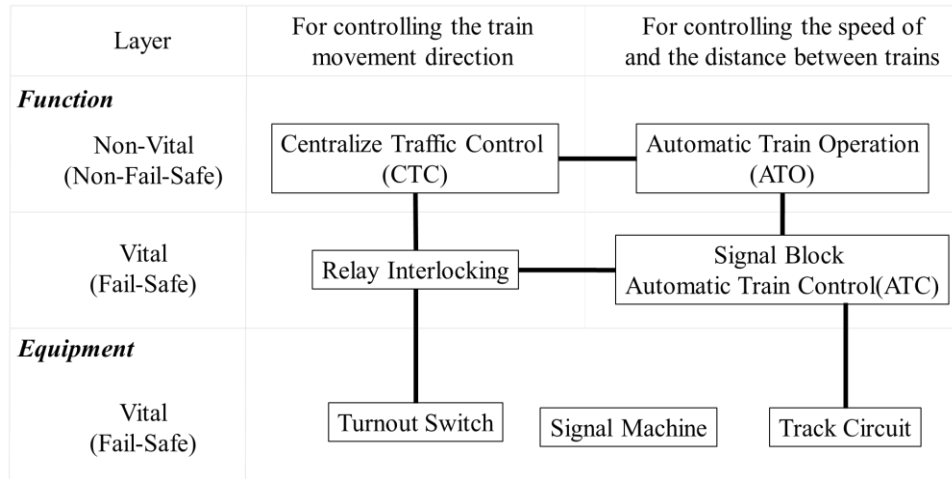 Layer
For controlling the train
movement direction
For controlling the speed of
and the distance between trains
Function
Non-Vital
(Non-Fail-Safe)
Centralize Traffic Control
(CTC)
Automatic Train Operation
(ATO)
Vital
(Fail-Safe)
Relay Interlocking
Signal Block
Automatic Train Control(ATC)
Equipment
Vital
(Fail-Safe)
Turnout Switch
Signal Machine
Track Circuit